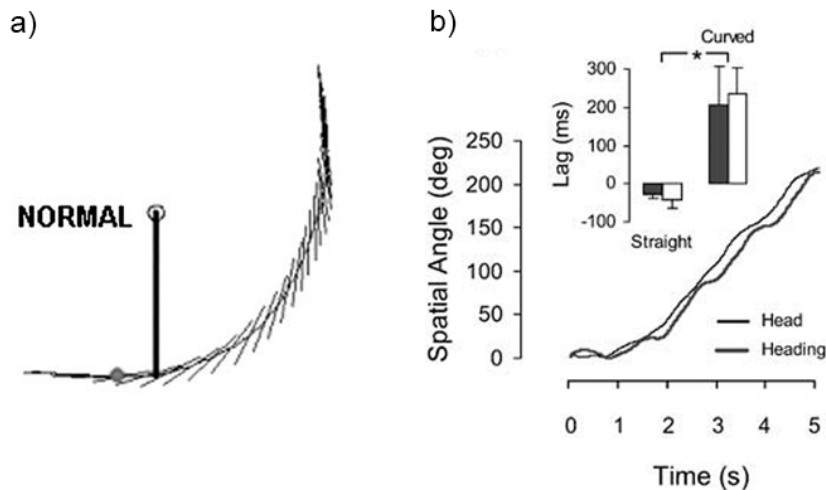 a)
NORMAL
b)
Curved
*
300
200
100
0
-100
Lag (ms)
Straight
250
200
150
100
50
0
Spatial Angle (deg)
Head
Heading
0 1 2 3 4 5
Time (s)